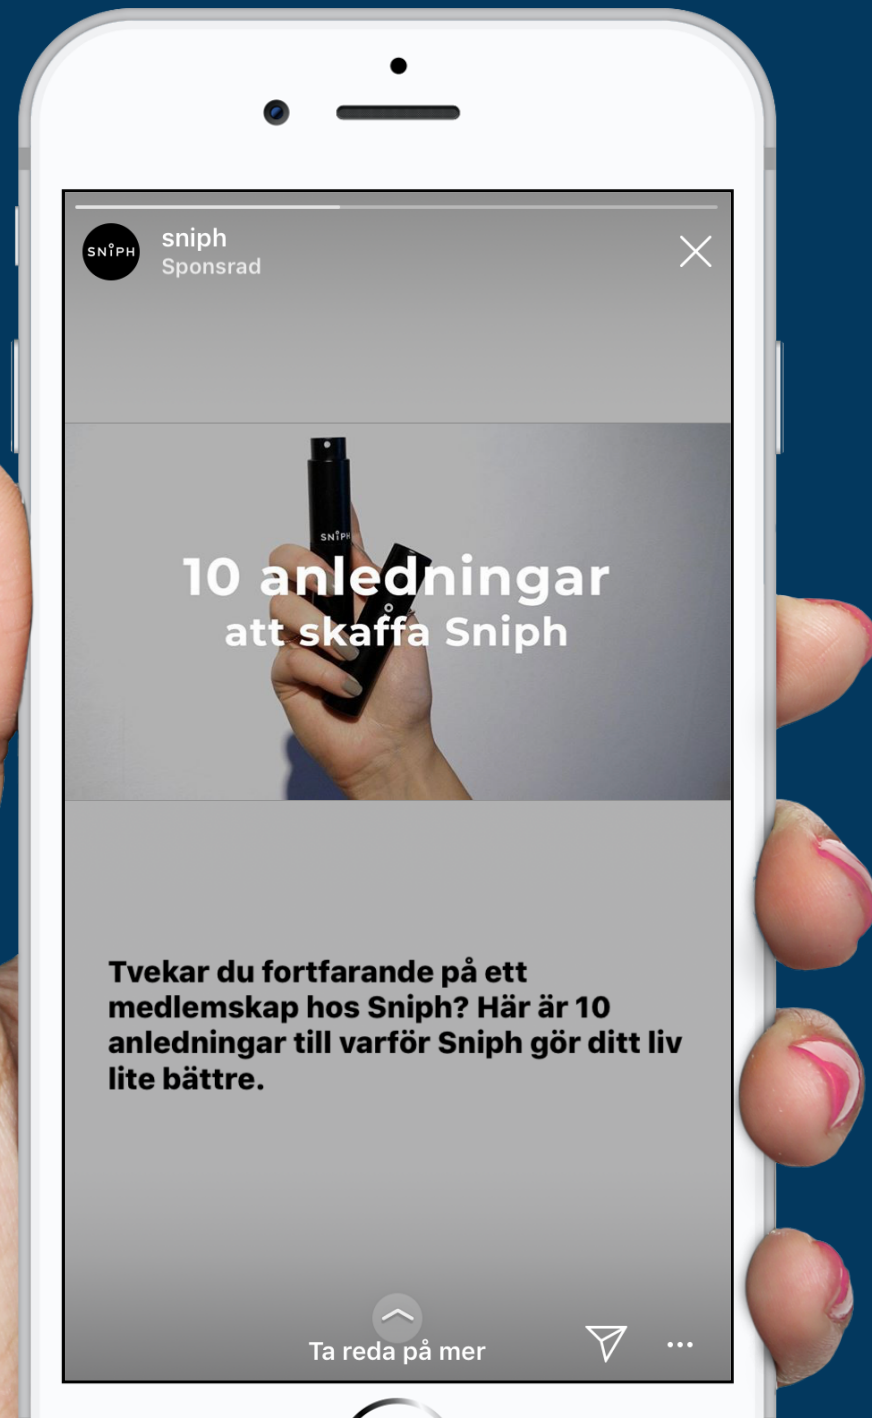 SNIPH
sniph
Sponsrad
SNIPH
10 anledningar
att skaffa Sniph
Tvekar du fortfarande på ett
medlemskap hos Sniph? Här är 10
anledningar till varför Sniph gör ditt liv
lite bättre.
Ta reda på mer